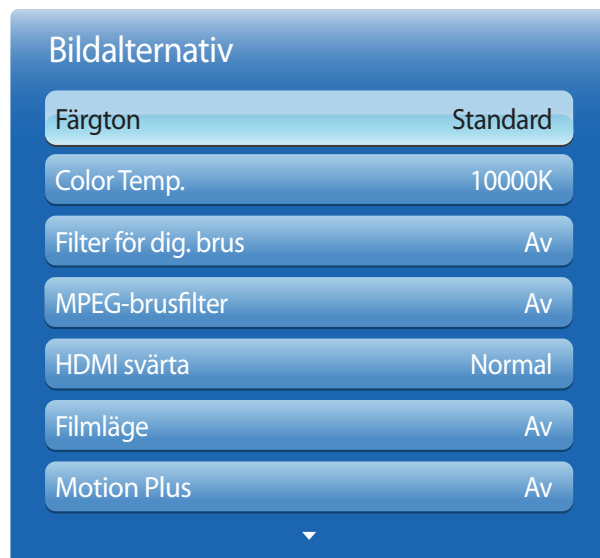 Bildalternativ
Färgton Standard
Color Temp. 10000K
Filter för dig. brus Av
MPEG-brusfilter Av
HDMI svärta Normal
Filmläge Av
Motion Plus Av